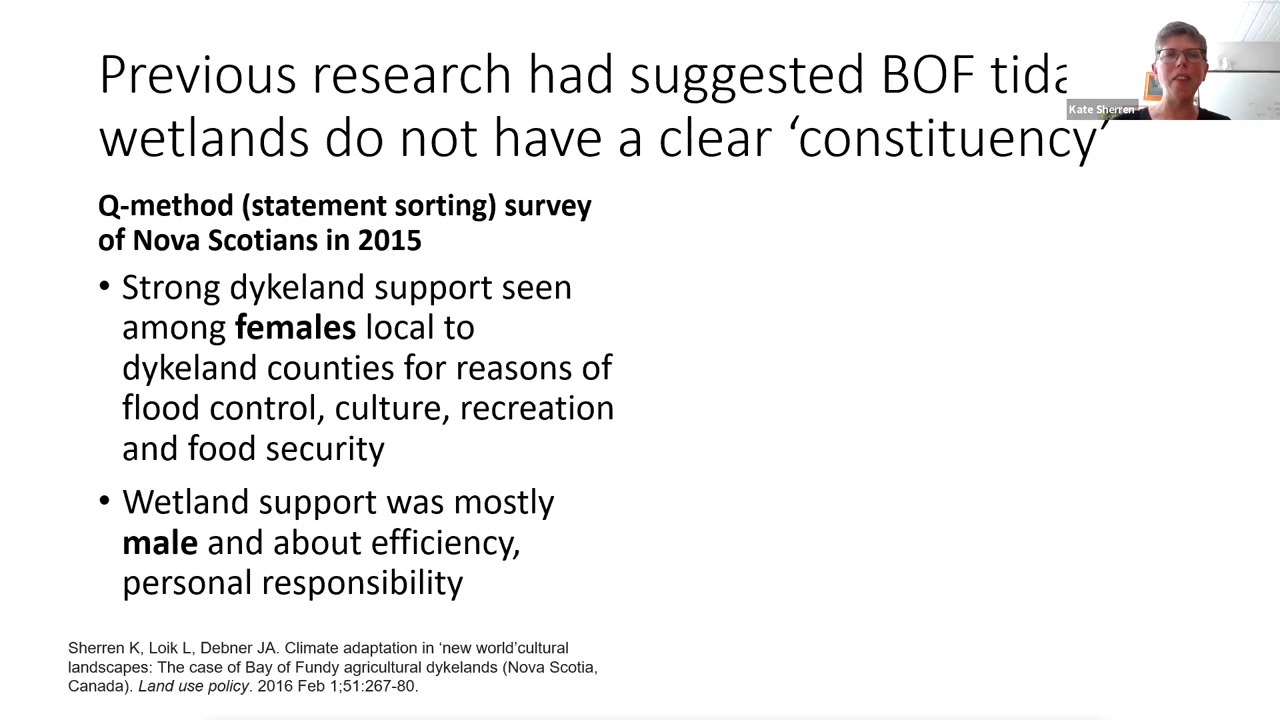 Previous research had suggested BOF
wetlands do not have a clear ‘constituency’
Kate Sherren
Q-method (statement sorting) survey
of Nova Scotians in 2015
• Strong dykeland support seen
among females local to
dykeland counties for reasons of
flood control, culture, recreation
and food security
• Wetland support was mostly
male and about efficiency,
personal responsibility
Sherren K, Loik L, Debner JA. Climate adaptation in ‘new world’cultural
landscapes: The case of Bay of Fundy agricultural dykelands (Nova Scotia,
Canada). Land use policy. 2016 Feb 1;51:267-80.